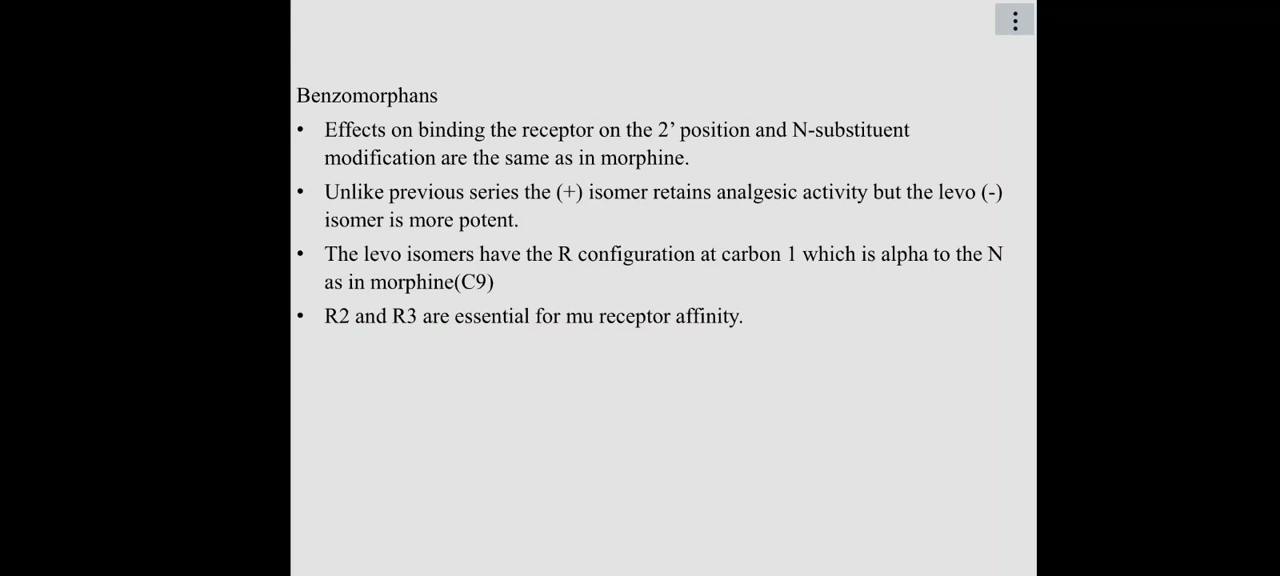 Benzomorphans
• Effects on binding the receptor on the 2’ position and N-substituent
modification are the same as in morphine.
• Unlike previous series the (+) isomer retains analgesic activity but the levo (-)
isomer is more potent.
• The levo isomers have the R configuration at carbon 1 which is alpha to the N
as in morphine(C9)
• R2 and R3 are essential for mu receptor affinity.